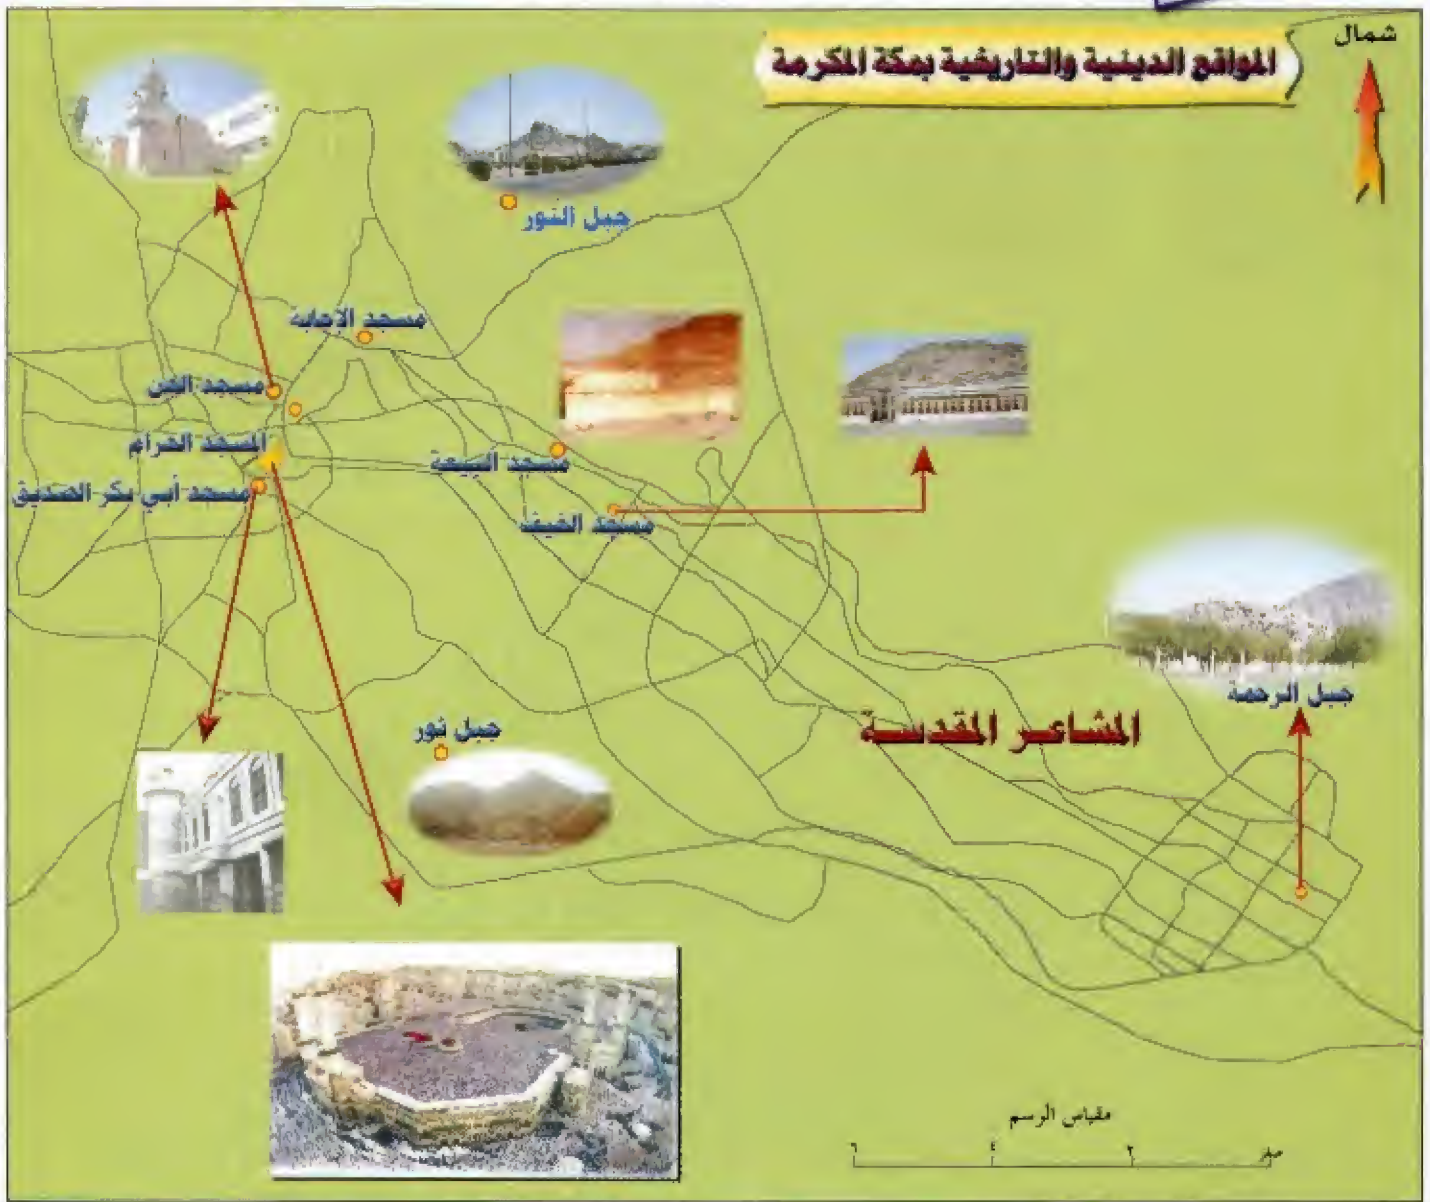 شمال
المواقع الدينية والتاريخية بمكة المكرمة
جبل النور
مسجد الإجابة
مسجد الجن
المسجد الحرام
مسجد البيعة
مسجد أبي بكر الصديق
مسجد الخيف
جبل الرحمة
المشاعر المقدسة
جبل ثور
مقياس الرسم
٦ ٤ ٢ صفر